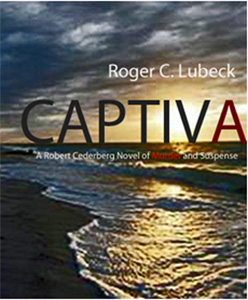 Roger C. Lubeck
CAPTIVA
A Robert Cederberg Novel of Murder and Suspense